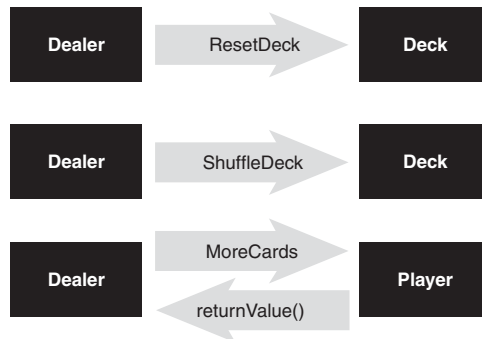 Dealer ResetDeck Deck
Dealer ShuffleDeck Deck
Dealer MoreCards Player
returnValue()